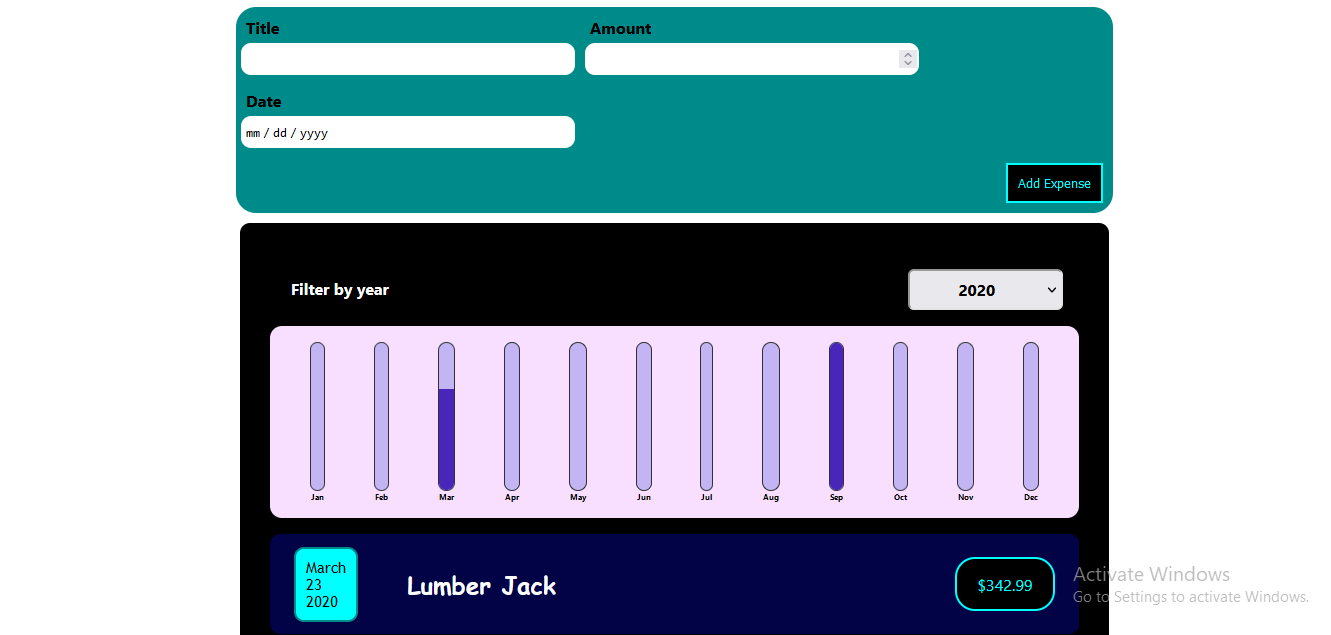 Title Amount
Date
mm / dd / yyyy
Add Expense
Filter by year 2020
Jan Feb Mar Apr May Jun Jul Aug Sep Oct Nov Dec
March
23
2020
Lumber Jack
$342.99
Activate Windows
Go to Settings to activate Windows.